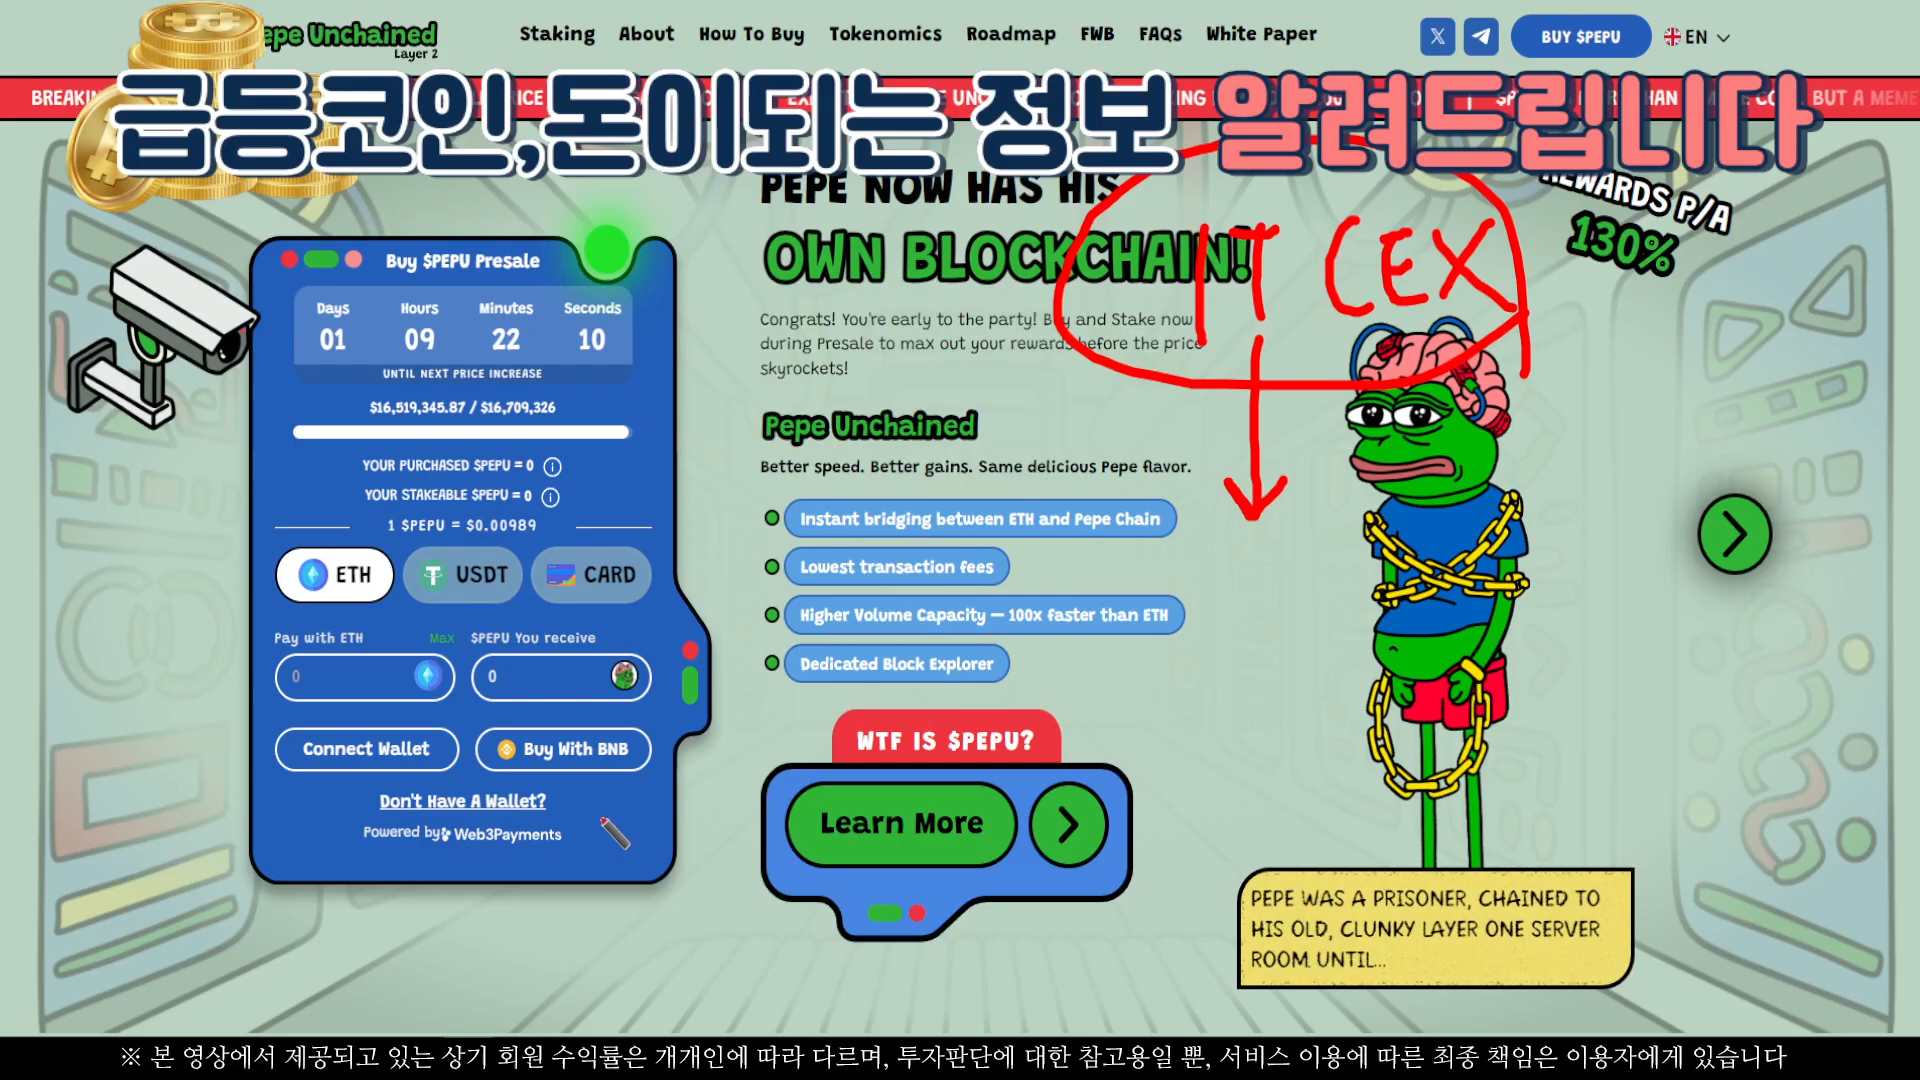 epe Unchained
Layer 2
Staking About How To Buy Tokenomics Roadmap FWB FAQs White Paper
BUY $PEPU
EN
급등코인,돈이되는 정보 알려드립니다
BUT A MEME
PEPE NOW HAS HIS
OWN BLOCKCHAIN!
CEX
REWARDS P/A
130%
Buy $PEPU Presale
Days Hours Minutes Seconds
01 09 22 10
UNTIL NEXT PRICE INCREASE
$16,519,345.87 / $16,709,326
YOUR PURCHASED $PEPU = 0
YOUR STAKEABLE $PEPU = 0
1 $PEPU = $0.00989
ETH USDT CARD
Pay with ETH Max $PEPU You receive
0 0
Connect Wallet Buy With BNB
Don't Have A Wallet?
Powered by Web3Payments
Congrats! You're early to the party! Buy and Stake now
during Presale to max out your rewards before the price
skyrockets!
Pepe Unchained
Better speed. Better gains. Same delicious Pepe flavor.
Instant bridging between ETH and Pepe Chain
Lowest transaction fees
Higher Volume Capacity — 100x faster than ETH
Dedicated Block Explorer
WTF IS $PEPU?
Learn More
PEPE WAS A PRISONER, CHAINED TO
HIS OLD, CLUNKY LAYER ONE SERVER
ROOM. UNTIL...
※ 본 영상에서 제공되고 있는 상기 회원 수익률은 개개인에 따라 다르며, 투자판단에 대한 참고용일 뿐, 서비스 이용에 따른 최종 책임은 이용자에게 있습니다